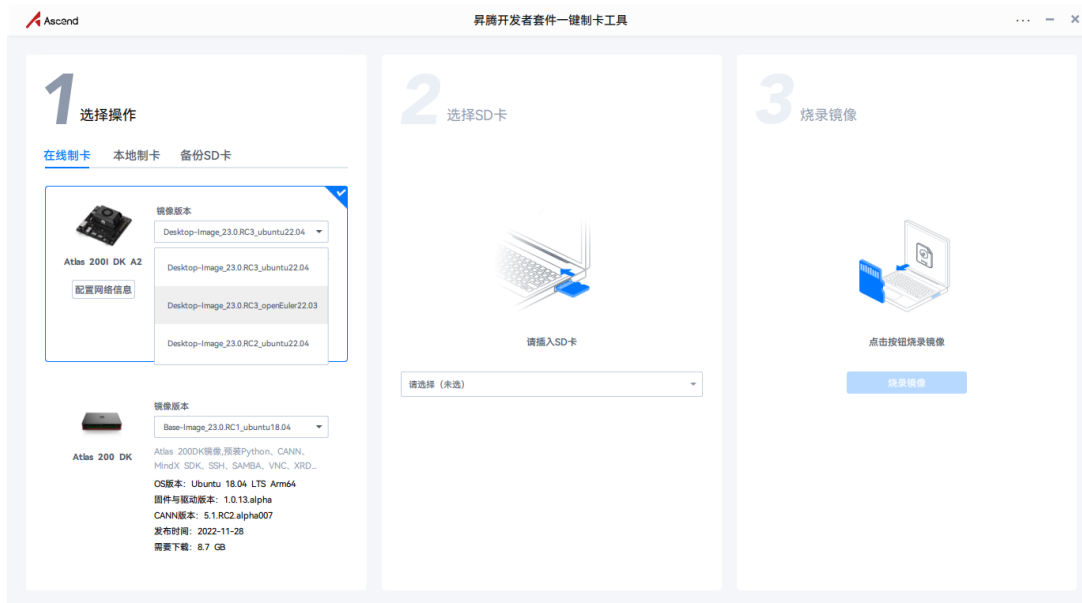 Ascend
昇腾开发者套件一键制卡工具
1
选择操作
在线制卡 本地制卡 备份SD卡
镜像版本
Desktop-Image_23.0.RC3_ubuntu22.04
Atlas 200I DK A2
配置网络信息
Desktop-Image_23.0.RC3_ubuntu22.04
Desktop-Image_23.0.RC3_openEuler22.03
Desktop-Image_23.0.RC2_ubuntu22.04
镜像版本
Base-Image_23.0.RC1_ubuntu18.04
Atlas 200 DK
Atlas 200DK镜像,预装Python、CANN、
MindX SDK、SSH、SAMBA、VNC、XRD...
OS版本: Ubuntu 18.04 LTS Arm64
固件与驱动版本: 1.0.13.alpha
CANN版本: 5.1.RC2.alpha007
发布时间: 2022-11-28
需要下载: 8.7 GB
2
选择SD卡
请插入SD卡
请选择（未选）
3
烧录镜像
点击按钮烧录镜像
烧录镜像